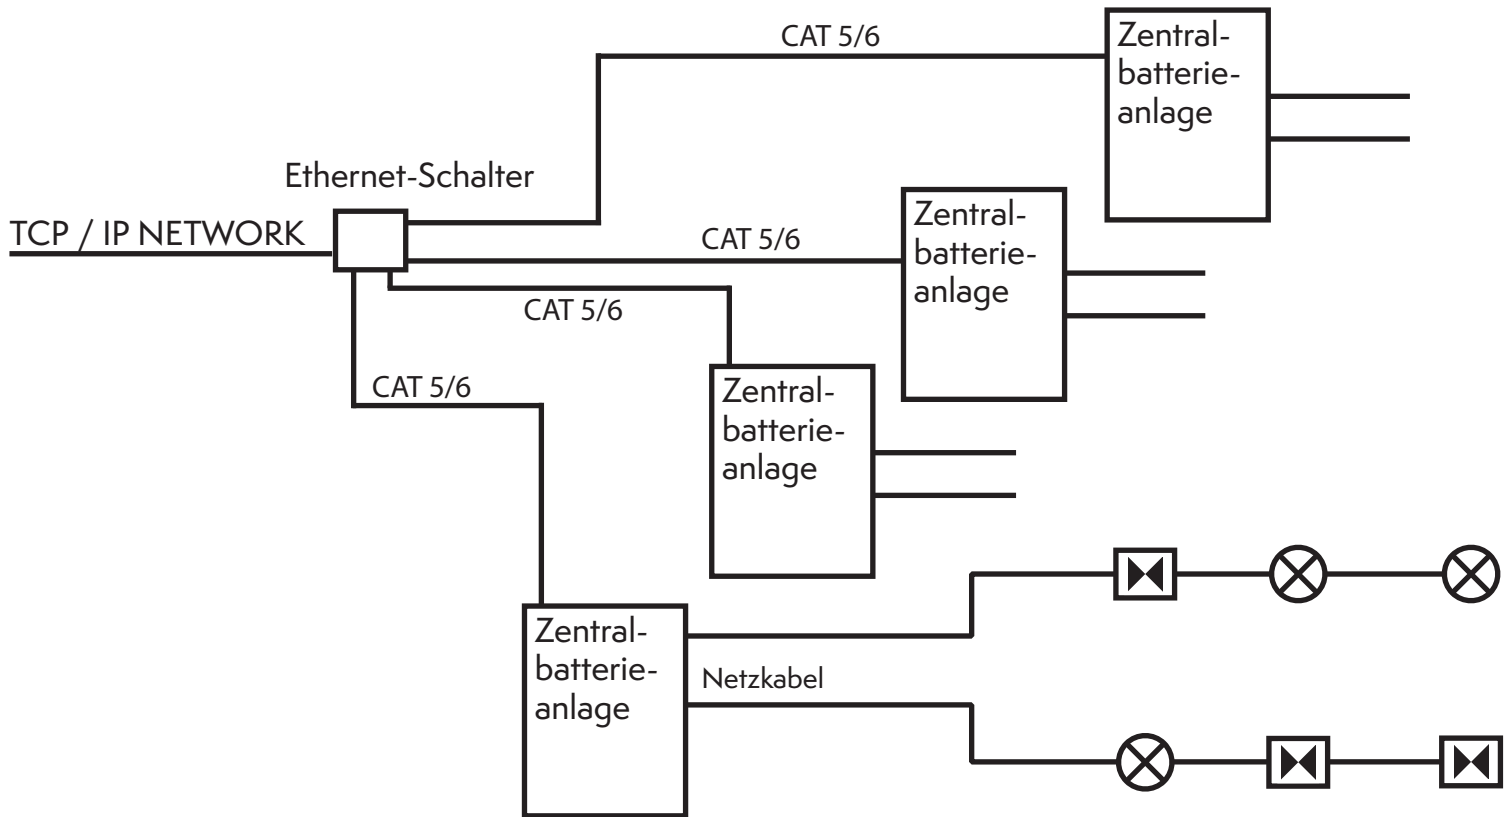 CAT 5/6
Zentral-
batterie-
anlage
Ethernet-Schalter
TCP / IP NETWORK
CAT 5/6
Zentral-
batterie-
anlage
CAT 5/6
CAT 5/6
Zentral-
batterie-
anlage
Zentral-
batterie-
anlage
Netzkabel